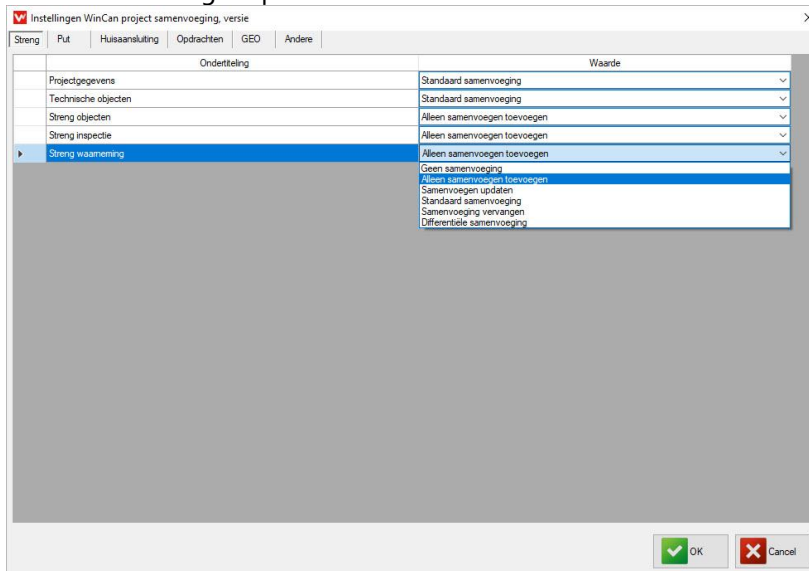 Instellingen WinCan project samenvoeging, versie
Streng Put Huisaansluiting Opdrachten GEO Andere
Ondertiteling Waarde
Projectgegevens Standaard samenvoeging
Technische objecten Standaard samenvoeging
Streng objecten Alleen samenvoegen toevoegen
Streng inspectie Alleen samenvoegen toevoegen
Streng waarneming Alleen samenvoegen toevoegen
Geen samenvoeging
Alleen samenvoegen toevoegen
Samenvoegen updaten
Standaard samenvoeging
Samenvoeging vervangen
Differentiële samenvoeging
OK Cancel